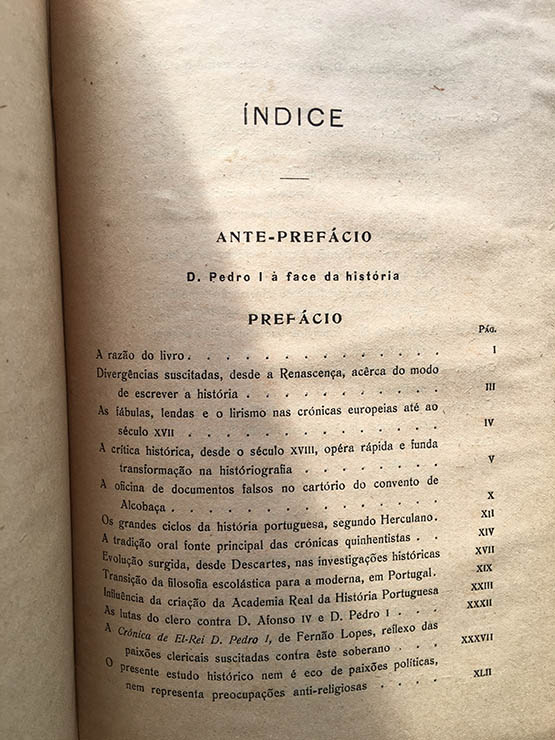 ÍNDICE
ANTE-PREFÁCIO
D. Pedro I à face da história
PREFÁCIO
Pág.
A razão do livro. . . . . . . . . . . . . . I
Divergências suscitadas, desde a Renascença, acêrca do modo
de escrever a história . . . . . . . . . . . III
As fábulas, lendas e o lirismo nas crónicas europeias até ao
século XVII . . . . . . . . . . . . . IV
A crítica histórica, desde o século XVIII, opéra rápida e funda
transformação na históriografia . . . . . . . . V
A oficina de documentos falsos no cartório do convento de
Alcobaça . . . . . . . . . . . . . . X
Os grandes ciclos da história portuguesa, segundo Herculano. XII
A tradição oral fonte principal das crónicas quinhentistas . . XIV
Evolução surgida, desde Descartes, nas investigações históricas XVII
Transição da filosofia escolástica para a moderna, em Portugal. XIX
Influência da criação da Academia Real da História Portuguesa XXIII
As lutas do clero contra D. Afonso IV e D. Pedro I . . . XXXII
A Crónica de El-Rei D. Pedro I, de Fernão Lopes, reflexo das
paixões clericais suscitadas contra êste soberano . . . . XXXVII
O presente estudo histórico nem é eco de paixões políticas,
nem representa preocupações anti-religiosas . . . . XLII